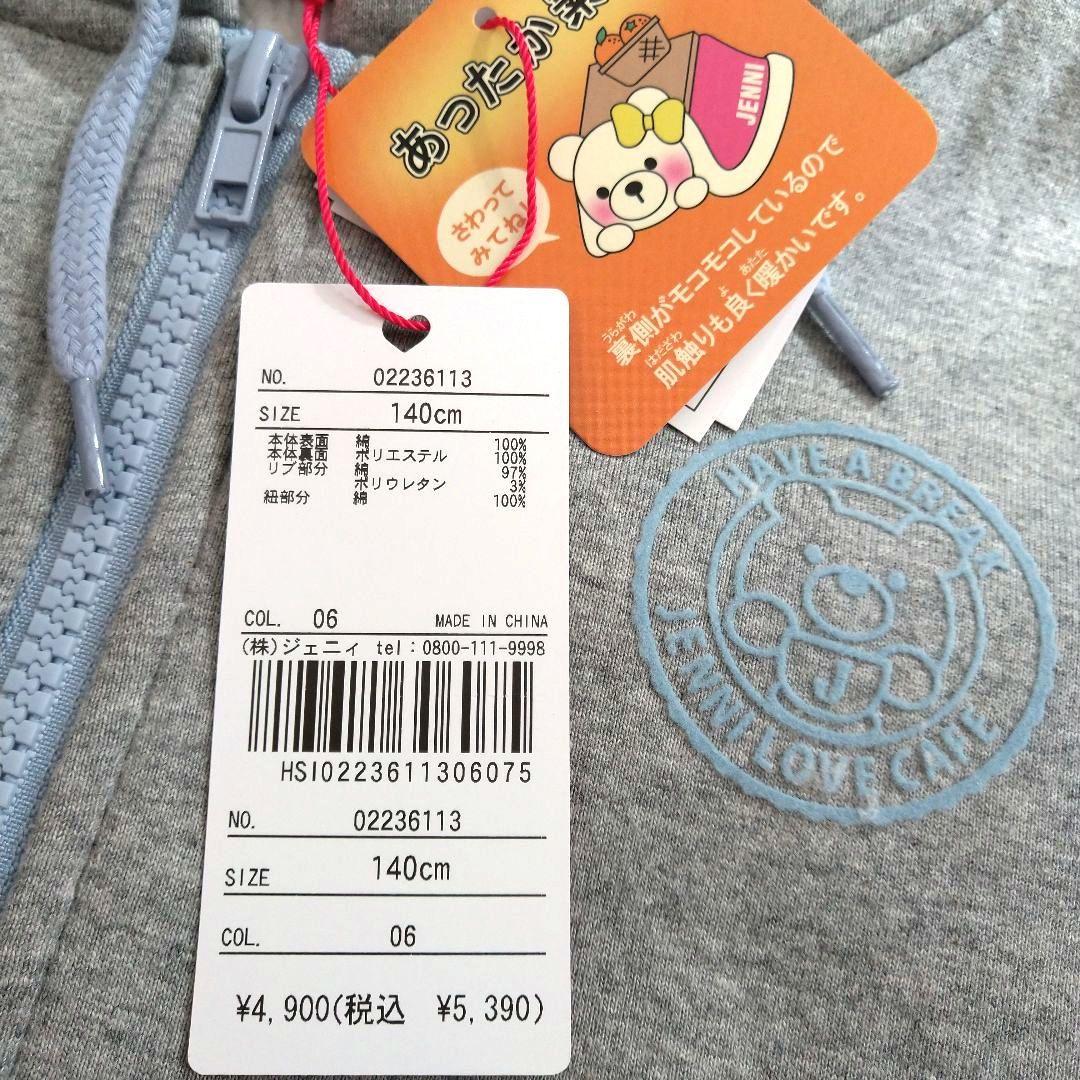 あったか
JENNI
さわって
みてね!
裏側がモコモコしているので
うらがわ
肌触りも良く暖かいです。
はだざわ
よ
あたた
NO. 02236113
SIZE 140cm
本体表面 綿 100%
本体裏面 ポリエステル 100%
リブ部分 綿 97%
ポリウレタン 3%
紐部分 綿 100%
COL. 06 MADE IN CHINA
(株)ジェニィ tel:0800-111-9998
HSI0223611306075
NO. 02236113
SIZE 140cm
COL. 06
¥4,900(税込 ¥5,390)
HAVE A BREAK
J
JENNI LOVE CAFE